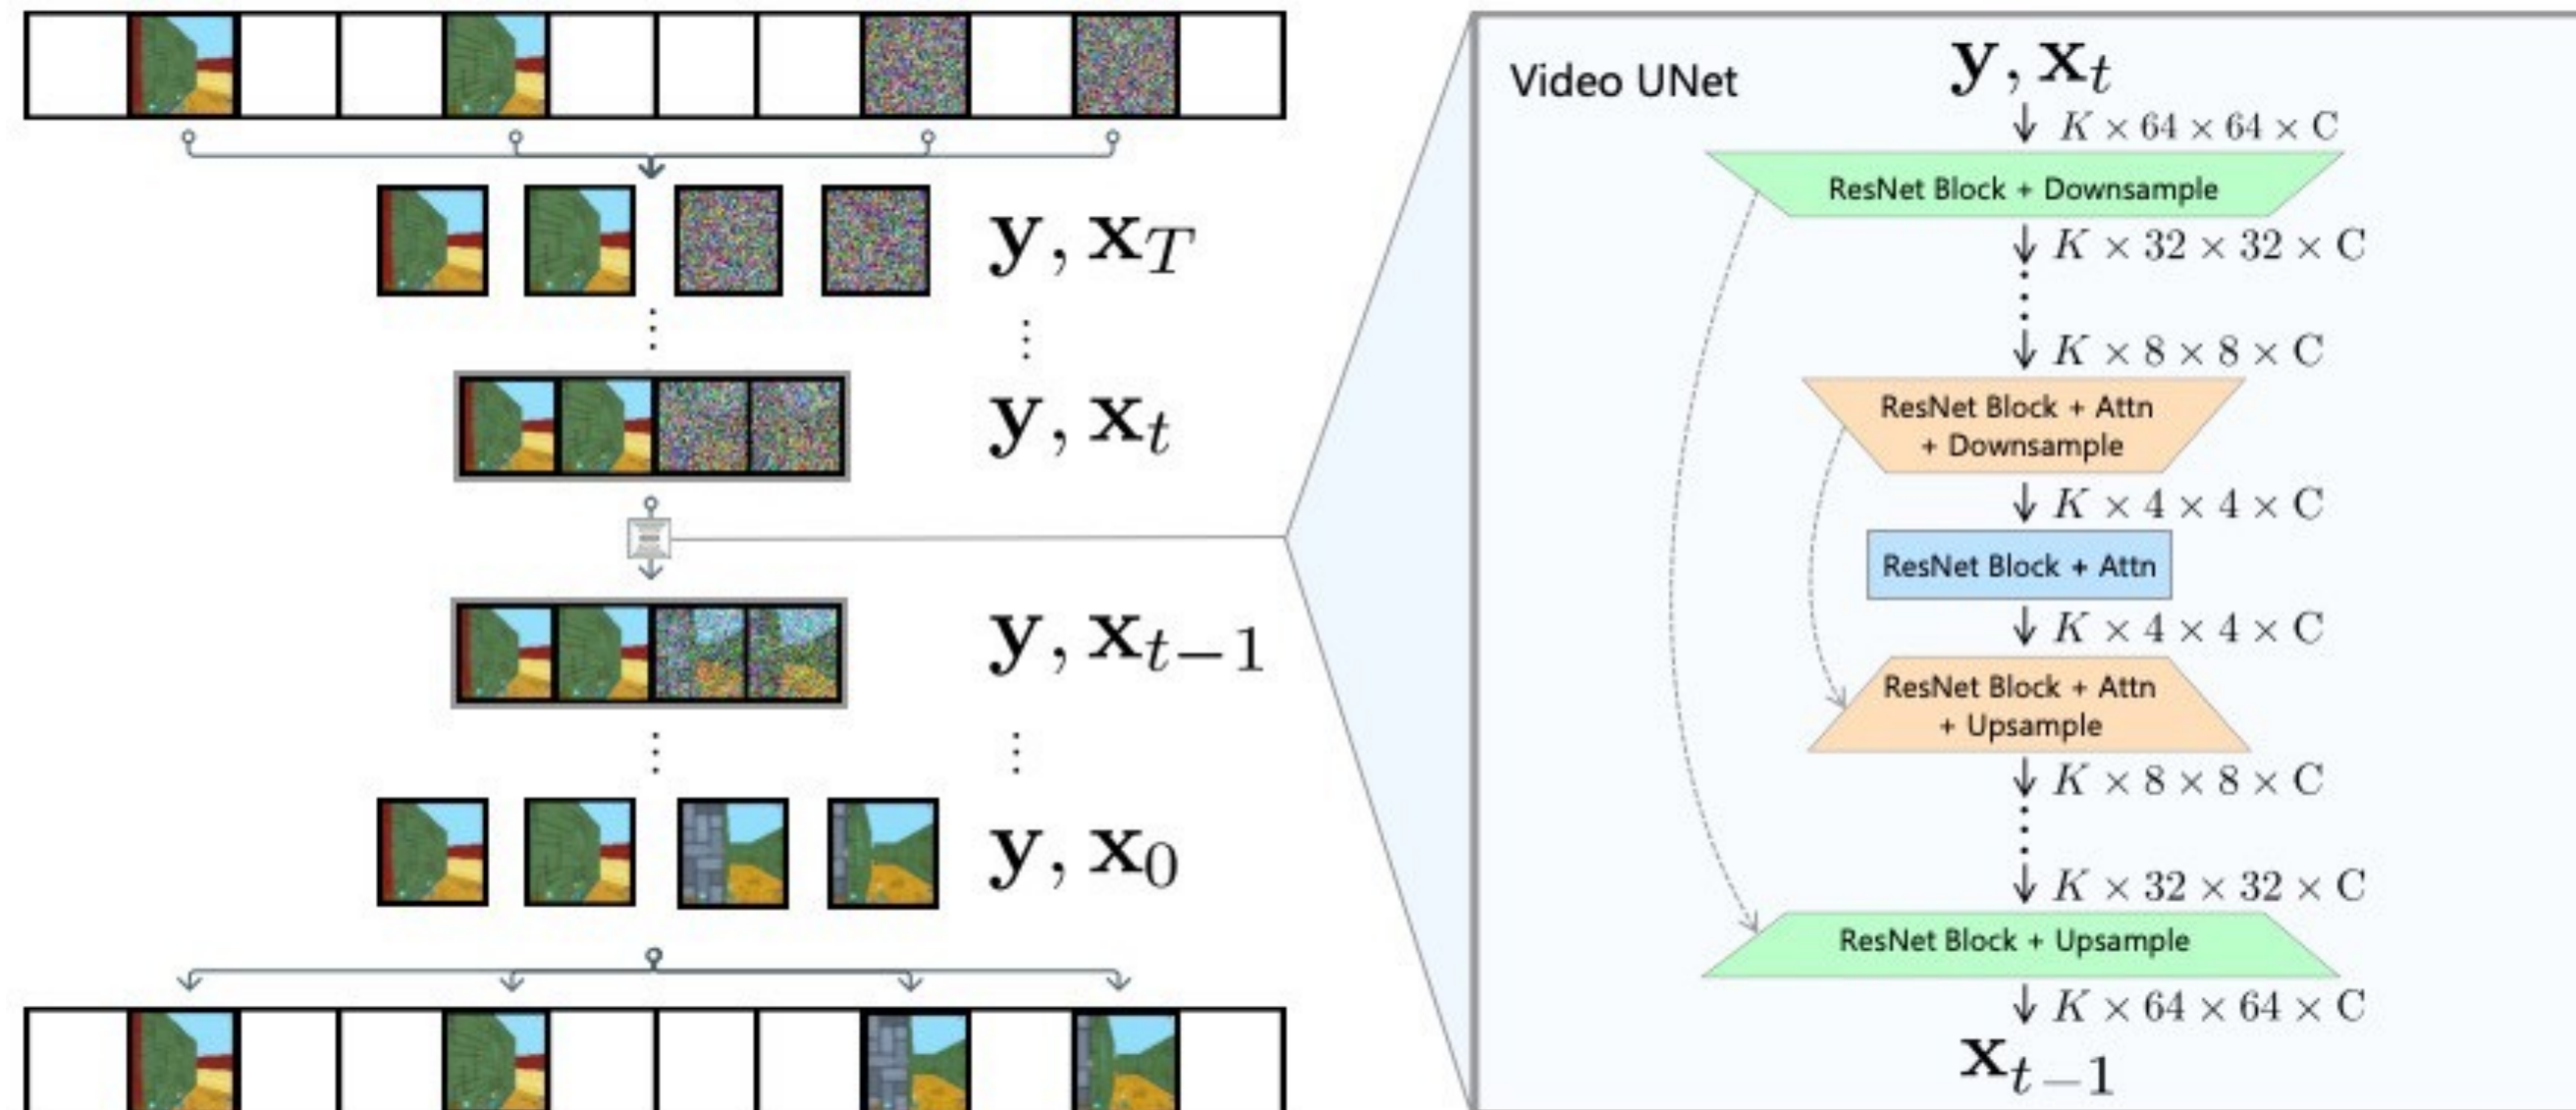 y, x_T
y, x_t
y, x_{t-1}
y, x_0
Video UNet
y, x_t
K × 64 × 64 × C
ResNet Block + Downsample
K × 32 × 32 × C
K × 8 × 8 × C
ResNet Block + Attn
+ Downsample
K × 4 × 4 × C
ResNet Block + Attn
K × 4 × 4 × C
ResNet Block + Attn
+ Upsample
K × 8 × 8 × C
K × 32 × 32 × C
ResNet Block + Upsample
K × 64 × 64 × C
x_{t-1}